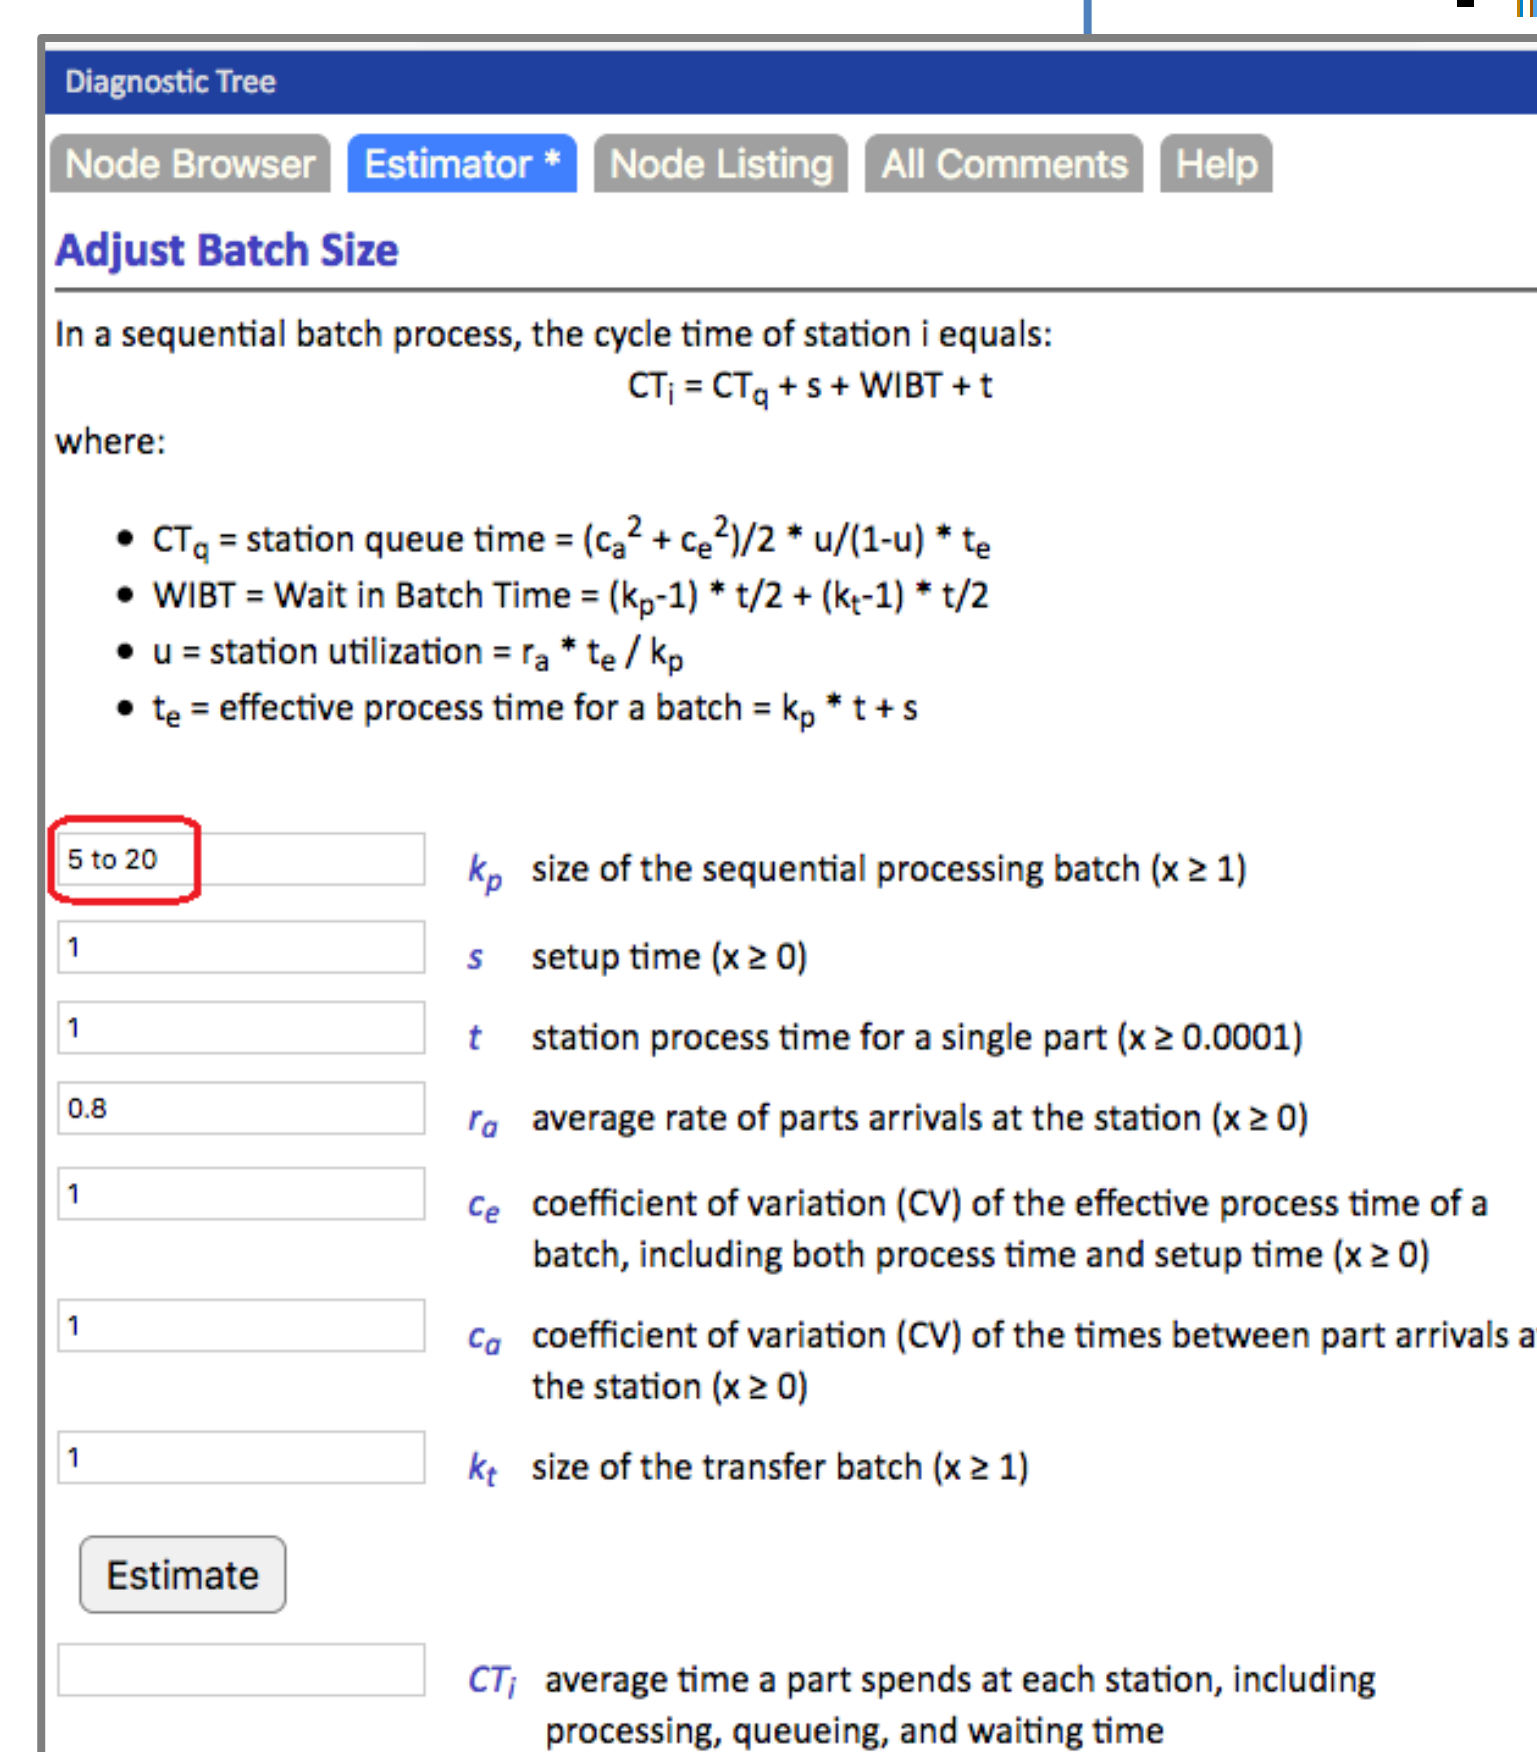 Diagnostic Tree
Node Browser Estimator * Node Listing All Comments Help
Adjust Batch Size
In a sequential batch process, the cycle time of station i equals:
CTi = CTq + s + WIBT + t
where:
• CTq = station queue time = (ca² + ce²)/2 * u/(1-u) * te
• WIBT = Wait in Batch Time = (kp-1) * t/2 + (kt-1) * t/2
• u = station utilization = ra * te / kp
• te = effective process time for a batch = kp * t + s
5 to 20 kp size of the sequential processing batch (x ≥ 1)
1 s setup time (x ≥ 0)
1 t station process time for a single part (x ≥ 0.0001)
0.8 ra average rate of parts arrivals at the station (x ≥ 0)
1 ce coefficient of variation (CV) of the effective process time of a
batch, including both process time and setup time (x ≥ 0)
1 ca coefficient of variation (CV) of the times between part arrivals
the station (x ≥ 0)
1 kt size of the transfer batch (x ≥ 1)
Estimate
CTi average time a part spends at each station, including
processing, queueing, and waiting time